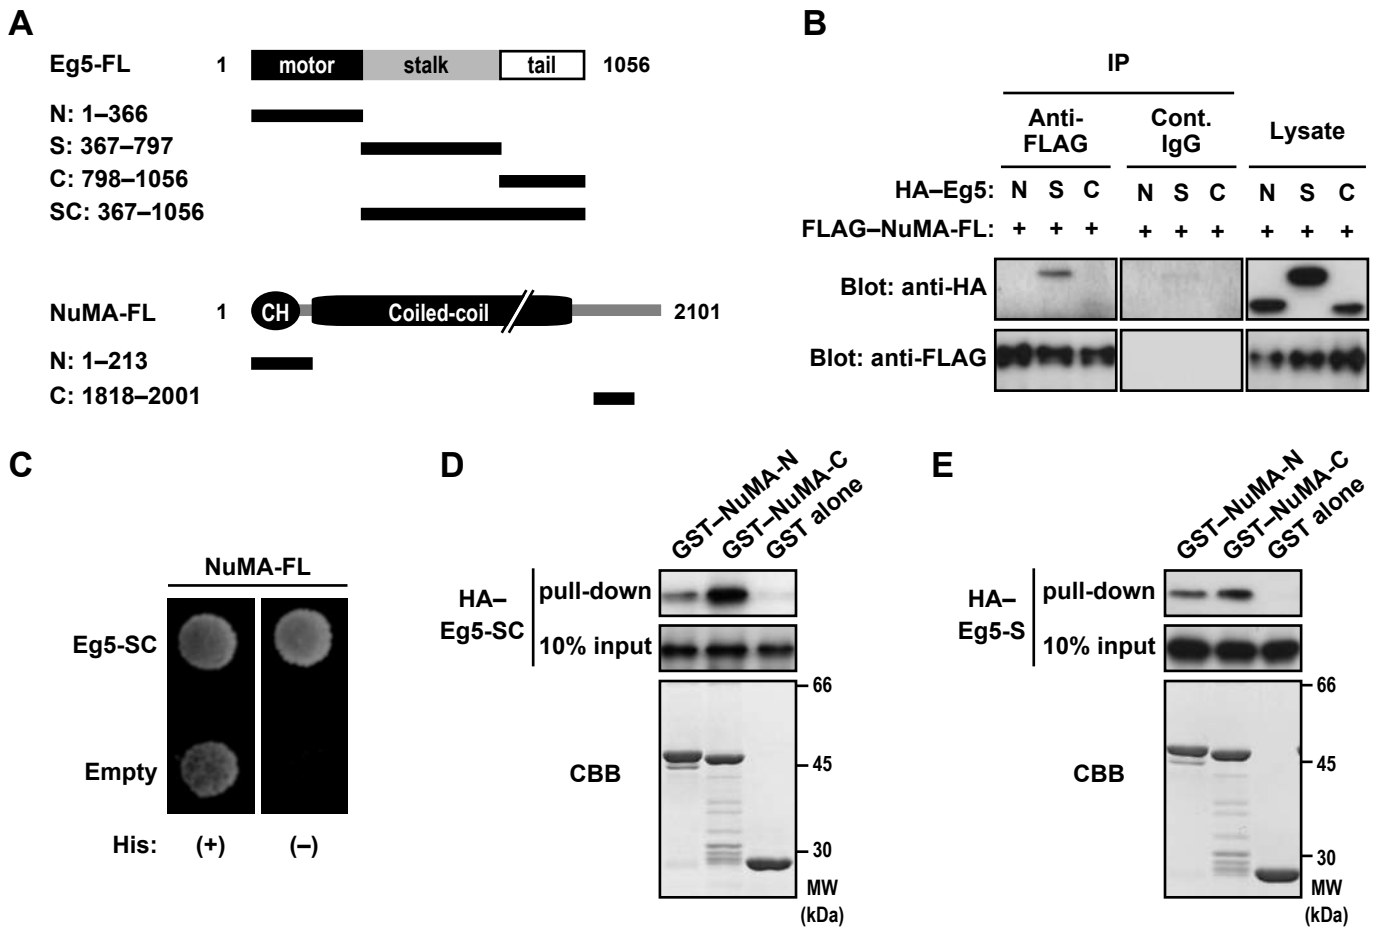 A
Eg5-FL 1 motor stalk tail 1056
N: 1–366
S: 367–797
C: 798–1056
SC: 367–1056
NuMA-FL 1 CH Coiled-coil 2101
N: 1–213
C: 1818–2001
B
IP
Anti-
FLAG
Cont.
IgG
Lysate
HA–Eg5: N S C N S C N S C
FLAG–NuMA-FL: + + + + + + + + +
Blot: anti-HA
Blot: anti-FLAG
C
NuMA-FL
Eg5-SC
Empty
His: (+) (–)
D
GST–NuMA-N
GST–NuMA-C
GST alone
HA–
Eg5-SC
pull-down
10% input
CBB
66
45
30
MW
(kDa)
E
GST–NuMA-N
GST–NuMA-C
GST alone
HA–
Eg5-S
pull-down
10% input
CBB
66
45
30
MW
(kDa)